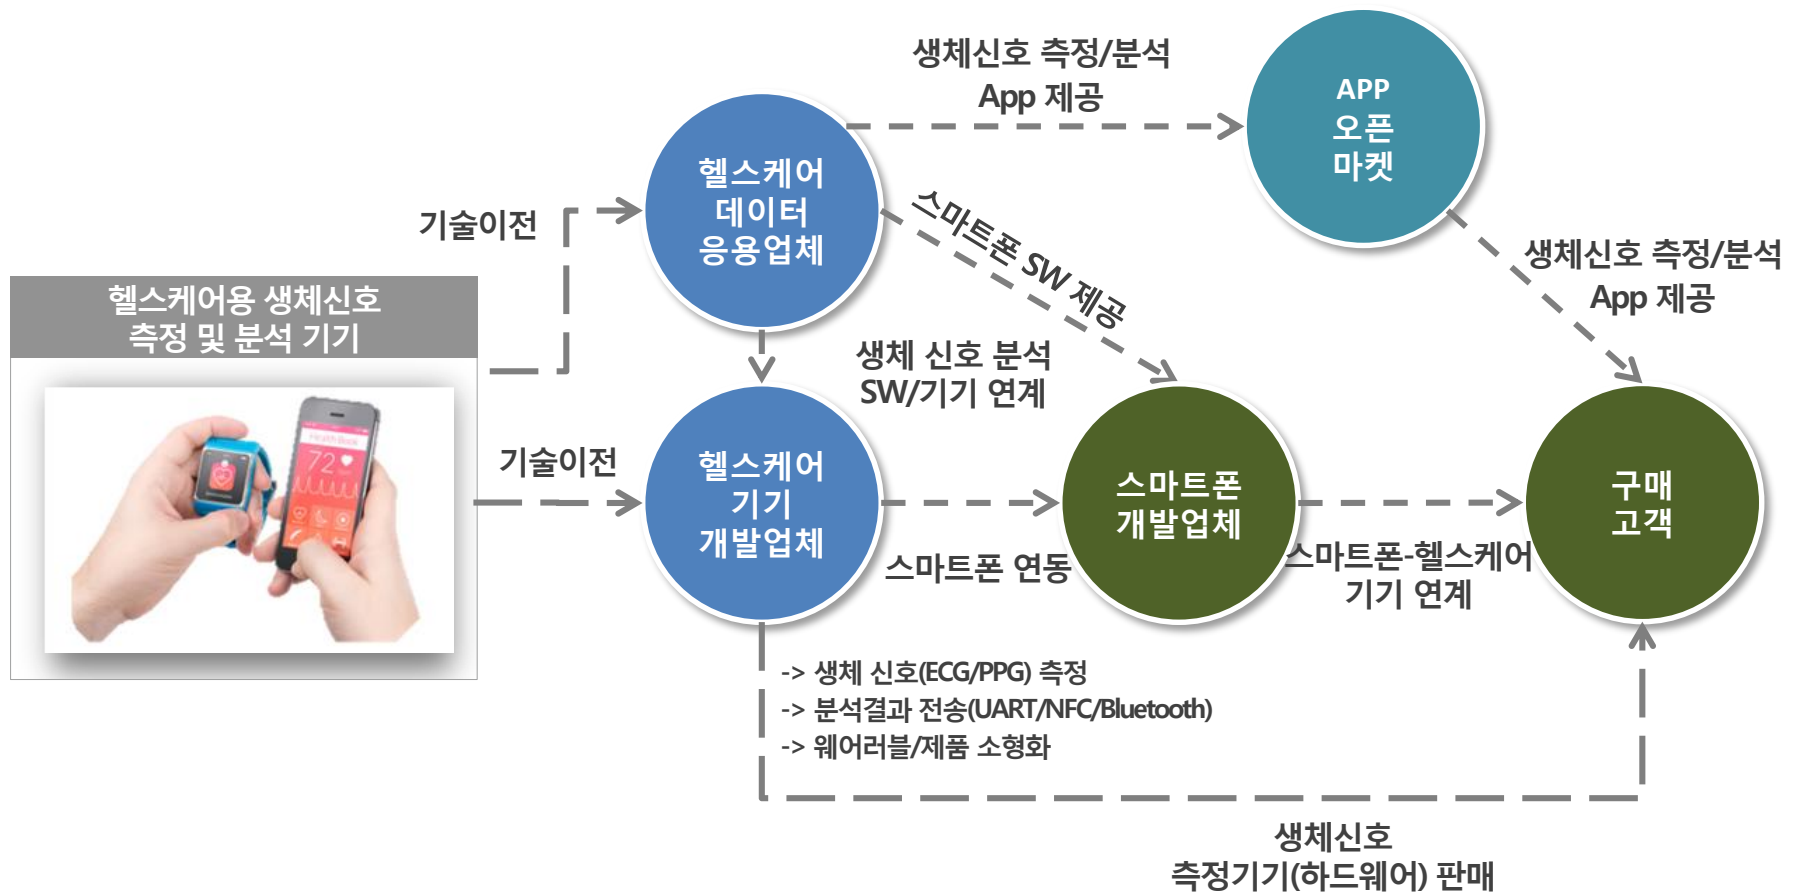 생체신호 측정/분석
App 제공
APP
오픈
마켓
헬스케어
데이터
응용업체
기술이전
스마트폰 SW 제공
생체신호 측정/분석
App 제공
헬스케어용 생체신호
측정 및 분석 기기
생체 신호 분석
SW/기기 연계
Health Book
72
기술이전
헬스케어
기기
개발업체
스마트폰
개발업체
구매
고객
스마트폰 연동
스마트폰-헬스케어
기기 연계
-> 생체 신호(ECG/PPG) 측정
-> 분석결과 전송(UART/NFC/Bluetooth)
-> 웨어러블/제품 소형화
생체신호
측정기기(하드웨어) 판매